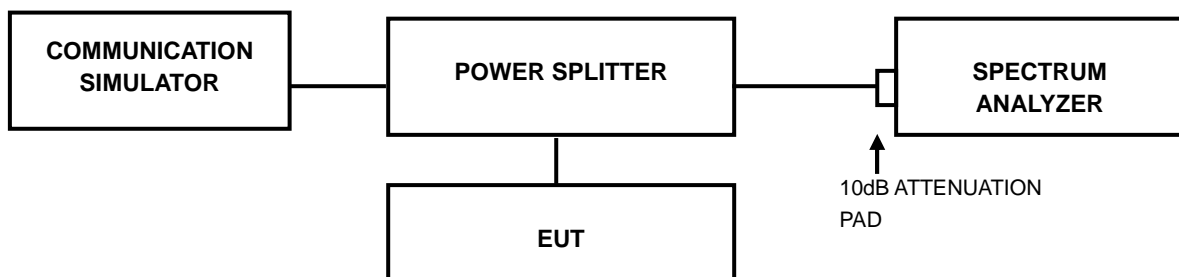 COMMUNICATION
SIMULATOR
POWER SPLITTER
SPECTRUM
ANALYZER
10dB ATTENUATION
PAD
EUT